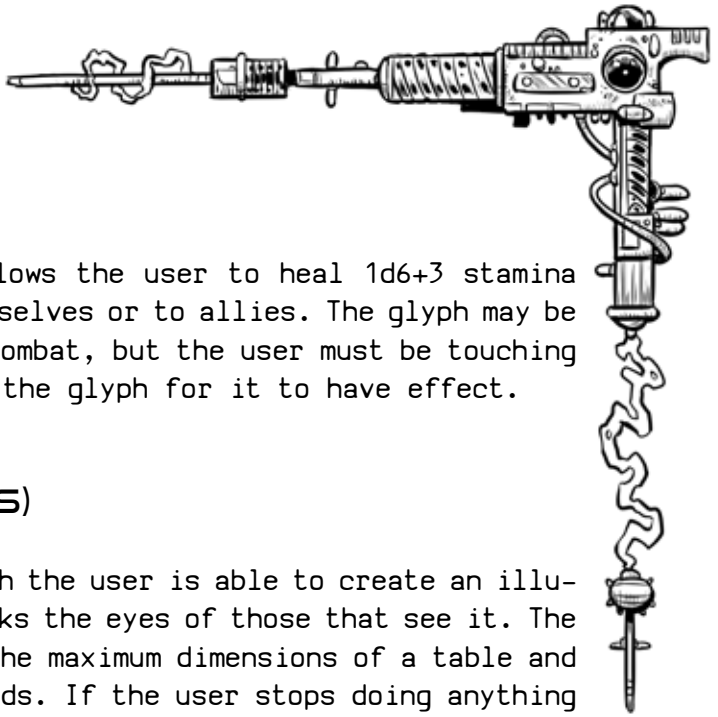 lows the user to heal 1d6+3 stamina
selves or to allies. The glyph may be
ombat, but the user must be touching
the glyph for it to have effect.
S)
h the user is able to create an illu-
ks the eyes of those that see it. The
he maximum dimensions of a table and
ds. If the user stops doing anything